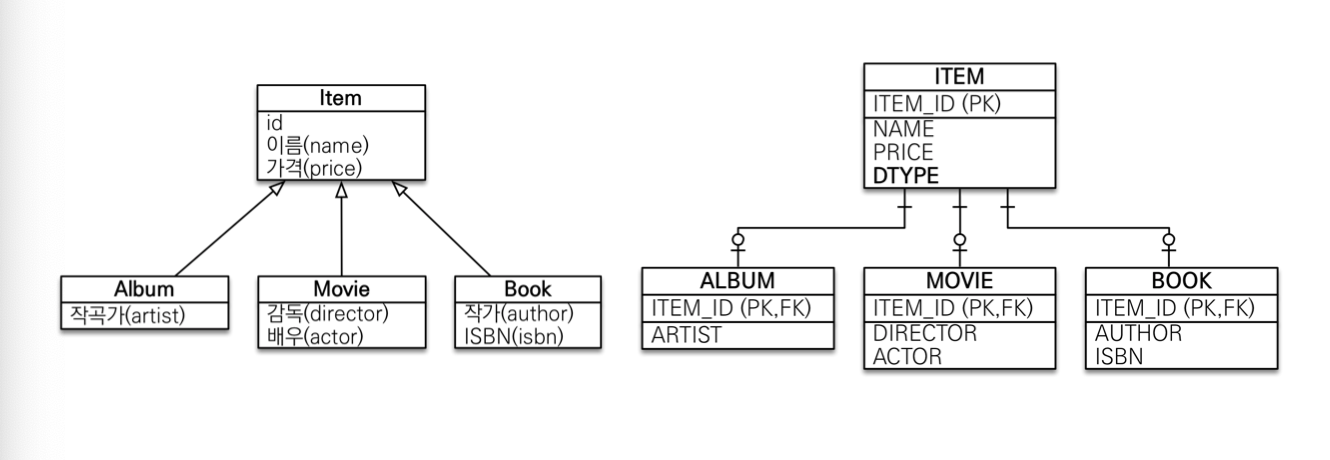 Item
id
이름(name)
가격(price)
Album
작곡가(artist)
Movie
감독(director)
배우(actor)
Book
작가(author)
ISBN(isbn)
ITEM
ITEM_ID (PK)
NAME
PRICE
DTYPE
ALBUM
ITEM_ID (PK,FK)
ARTIST
MOVIE
ITEM_ID (PK,FK)
DIRECTOR
ACTOR
BOOK
ITEM_ID (PK,FK)
AUTHOR
ISBN